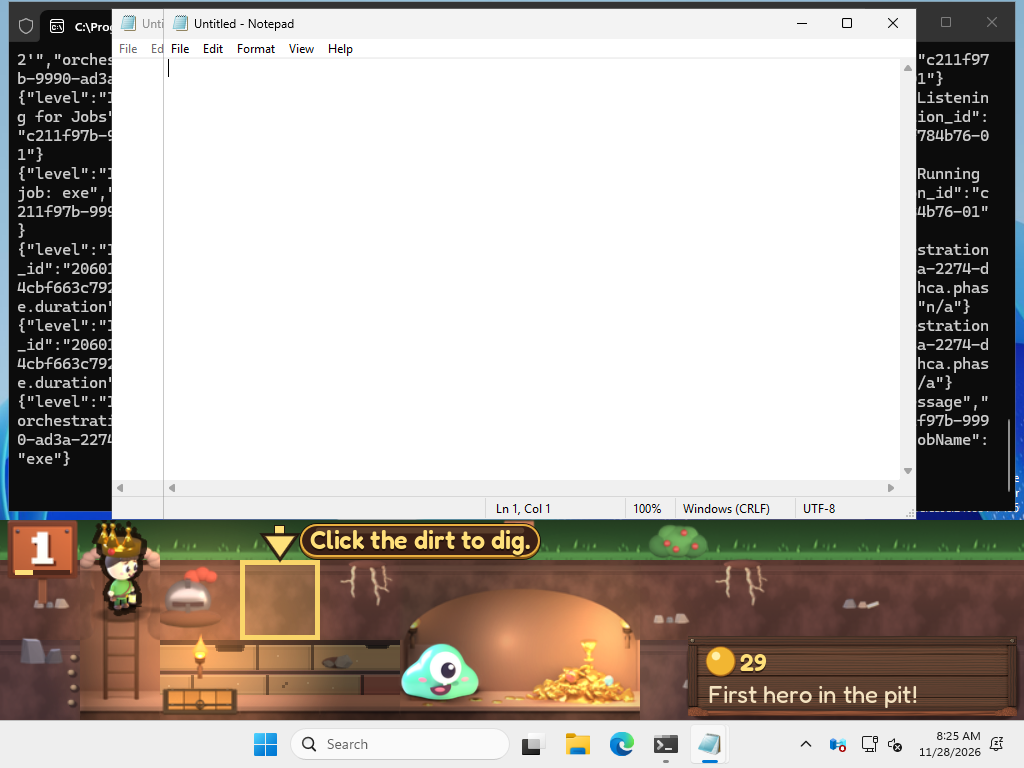 C:\Prog
Unti
Untitled - Notepad
File Ed
File Edit Format View Help
2'","orches
b-9990-ad3a
{"level":"I
g for Jobs"
"c211f97b-9
1"}
{"level":"I
job: exe","
211f97b-999
}
{"level":"I
_id":"20601
4cbf663c792
e.duration"
{"level":"I
_id":"20601
4cbf663c792
e.duration"
{"level":"I
orchestrati
0-ad3a-2274
"exe"}
"c211f97
1"}
Listenin
ion_id":
784b76-0
Running
n_id":"c
4b76-01"
stration
a-2274-d
hca.phas
"n/a"}
stration
a-2274-d
hca.phas
/a"}
ssage","
f97b-999
obName":
Ln 1, Col 1
100%
Windows (CRLF)
UTF-8
1
Click the dirt to dig.
29
First hero in the pit!
Search
8:25 AM
11/28/2026